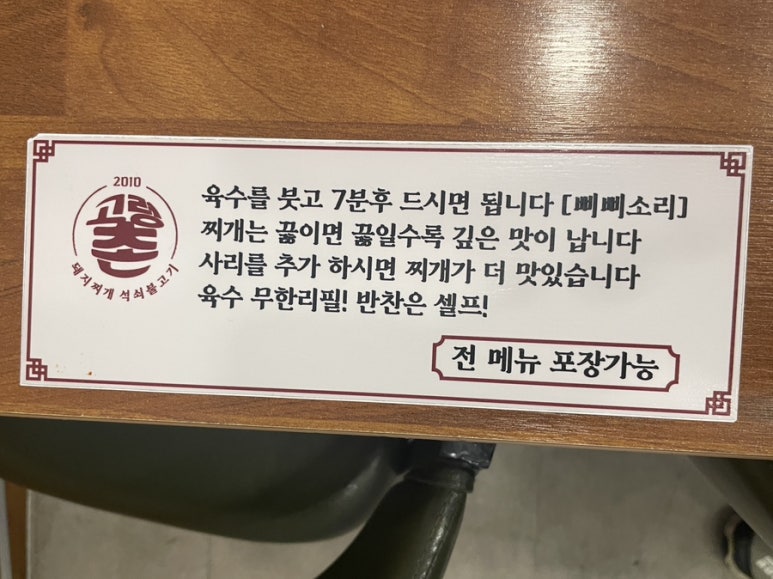 2010
고랑촌
돼지찌개 석쇠불고기
육수를 붓고 7분후 드시면 됩니다 [삐삐소리]
찌개는 끓이면 끓일수록 깊은 맛이 납니다
사리를 추가 하시면 찌개가 더 맛있습니다
육수 무한리필! 반찬은 셀프!
전 메뉴 포장가능